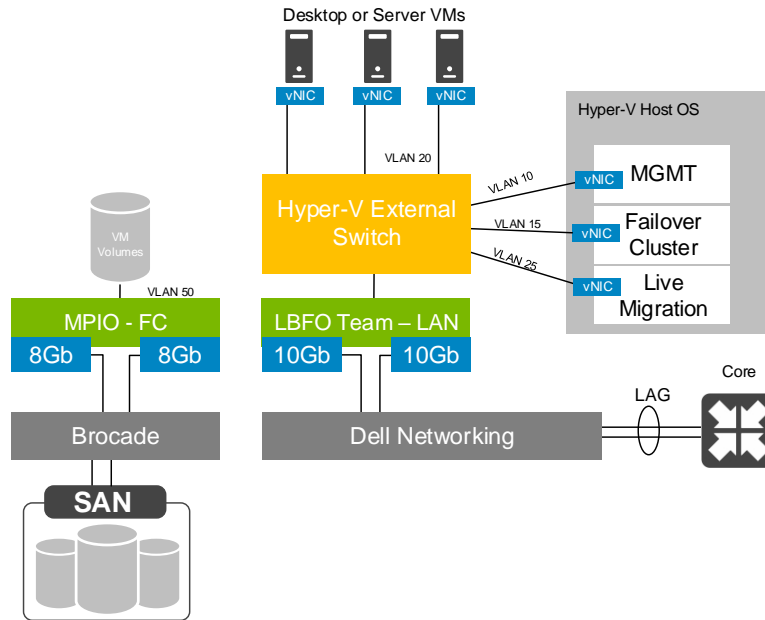 Desktop or Server VMs
vNIC
vNIC
vNIC
VLAN 20
Hyper-V Host OS
VLAN 10
vNIC
MGMT
VLAN 15
vNIC
Failover
Cluster
VLAN 25
vNIC
Live
Migration
Hyper-V External
Switch
VM
Volumes
VLAN 50
MPIO - FC
8Gb
8Gb
LBFO Team – LAN
10Gb
10Gb
Brocade
Dell Networking
LAG
Core
SAN